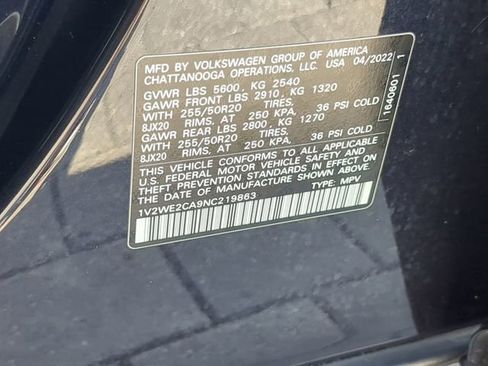 MFD BY VOLKSWAGEN GROUP OF AMERICA
CHATTANOOGA OPERATIONS, LLC. USA 04/2022
GVWR LBS 5600, KG 2540
GAWR FRONT LBS 2910, KG 1320
WITH 255/50R20 TIRES,
8JX20 RIMS, AT 250 KPA, 36 PSI COLD
GAWR REAR LBS 2800, KG 1270
WITH 255/50R20 TIRES,
8JX20 RIMS, AT 250 KPA, 36 PSI COLD
THIS VEHICLE CONFORMS TO ALL APPLICABLE
U.S. FEDERAL MOTOR VEHICLE SAFETY AND
THEFT PREVENTION STANDARDS IN EFFECT ON
THE DATE OF MANUFACTURE SHOWN ABOVE.
1V2WE2CA9NC219863 TYPE: MPV
1640601 1